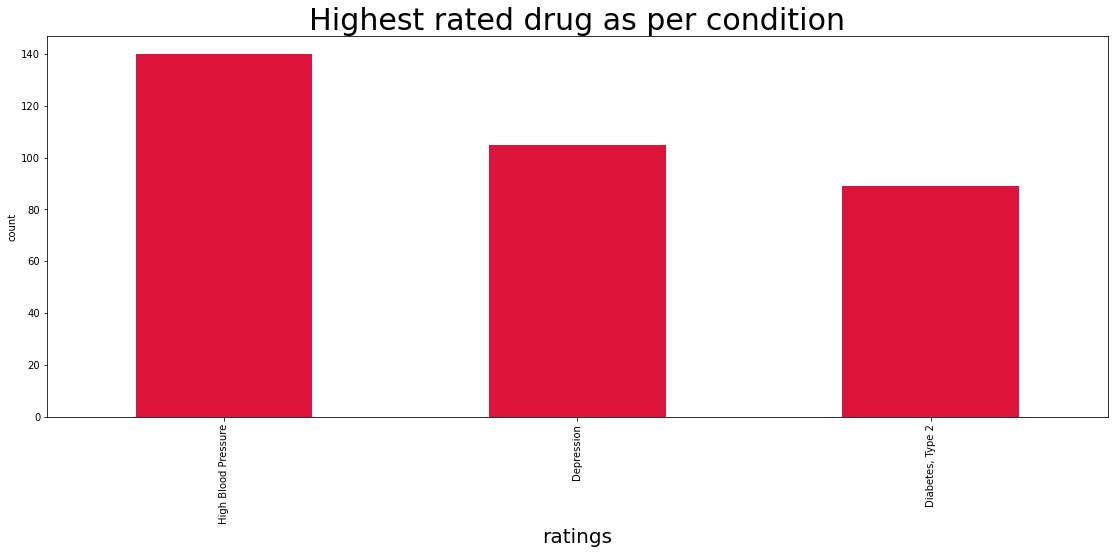 Highest rated drug as per condition
140
120
100
80
60
40
20
0
count
High Blood Pressure
Depression
Diabetes, Type 2
ratings